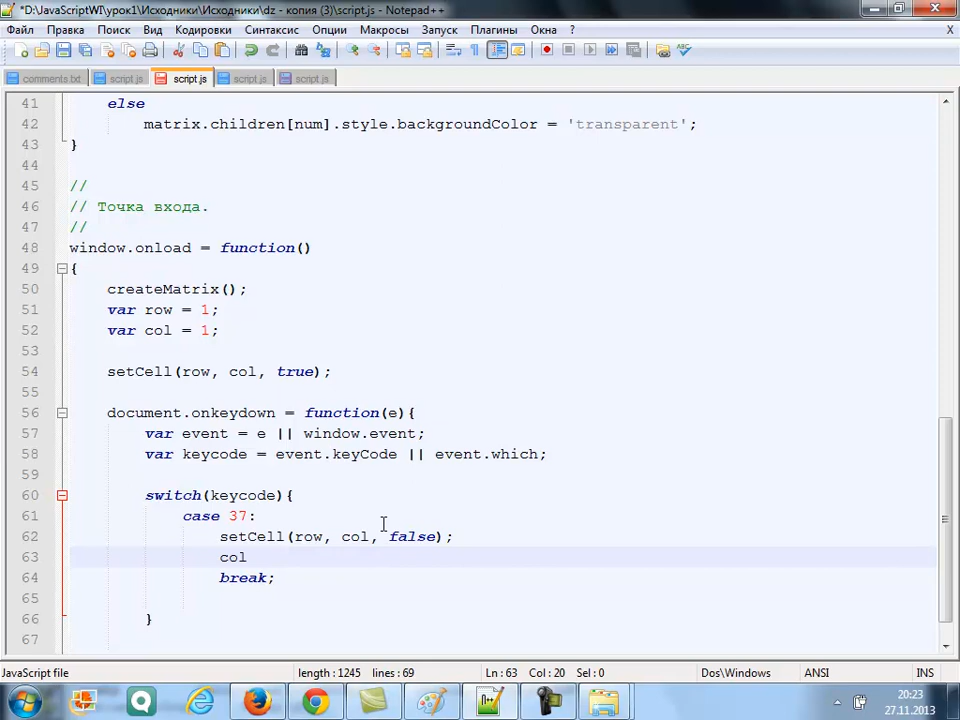 *D:\JavaScriptWI\урок1\Исходники\Исходники\dz - копия (3)\script.js - Notepad++
Файл Правка Поиск Вид Кодировки Синтаксис Опции Макросы Запуск Плагины Окна ? X
comments.txt script.js script.js script.js script.js
41 else
42 matrix.children[num].style.backgroundColor = 'transparent';
43 }
44
45 //
46 // Точка входа.
47 //
48 window.onload = function()
49 {
50 createMatrix();
51 var row = 1;
52 var col = 1;
53
54 setCell(row, col, true);
55
56 document.onkeydown = function(e){
57 var event = e || window.event;
58 var keycode = event.keyCode || event.which;
59
60 switch(keycode){
61 case 37:
62 setCell(row, col, false);
63 col
64 break;
65
66 }
67
JavaScript file length : 1245 lines : 69 Ln : 63 Col : 20 Sel : 0 Dos\Windows ANSI INS
20:23
27.11.2013